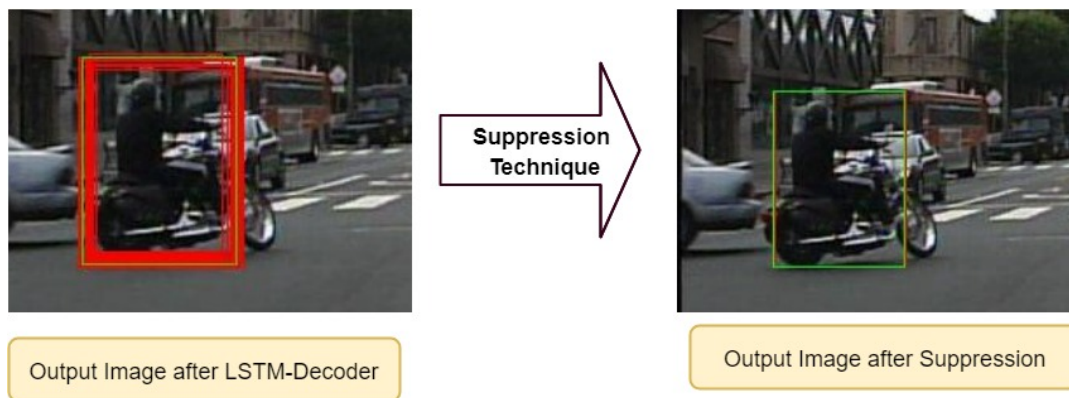 Suppression
Technique
Output Image after LSTM-Decoder
Output Image after Suppression